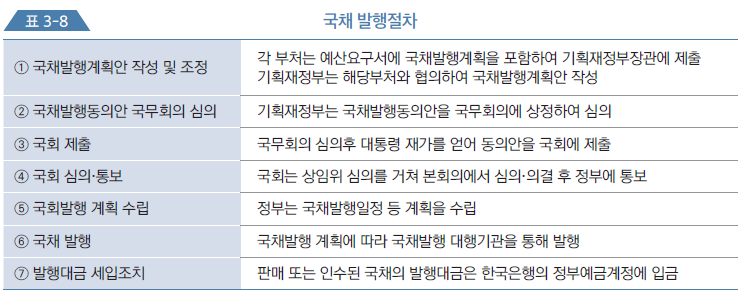 표 3-8
국채 발행절차
① 국채발행계획안 작성 및 조정
각 부처는 예산요구서에 국채발행계획을 포함하여 기획재정부장관에 제출
기획재정부는 해당부처와 협의하여 국채발행계획안 작성
② 국채발행동의안 국무회의 심의
기획재정부는 국채발행동의안을 국무회의에 상정하여 심의
③ 국회 제출
국무회의 심의후 대통령 재가를 얻어 동의안을 국회에 제출
④ 국회 심의·통보
국회는 상임위 심의를 거쳐 본회의에서 심의·의결 후 정부에 통보
⑤ 국회발행 계획 수립
정부는 국채발행일정 등 계획을 수립
⑥ 국채 발행
국채발행 계획에 따라 국채발행 대행기관을 통해 발행
⑦ 발행대금 세입조치
판매 또는 인수된 국채의 발행대금은 한국은행의 정부예금계정에 입금